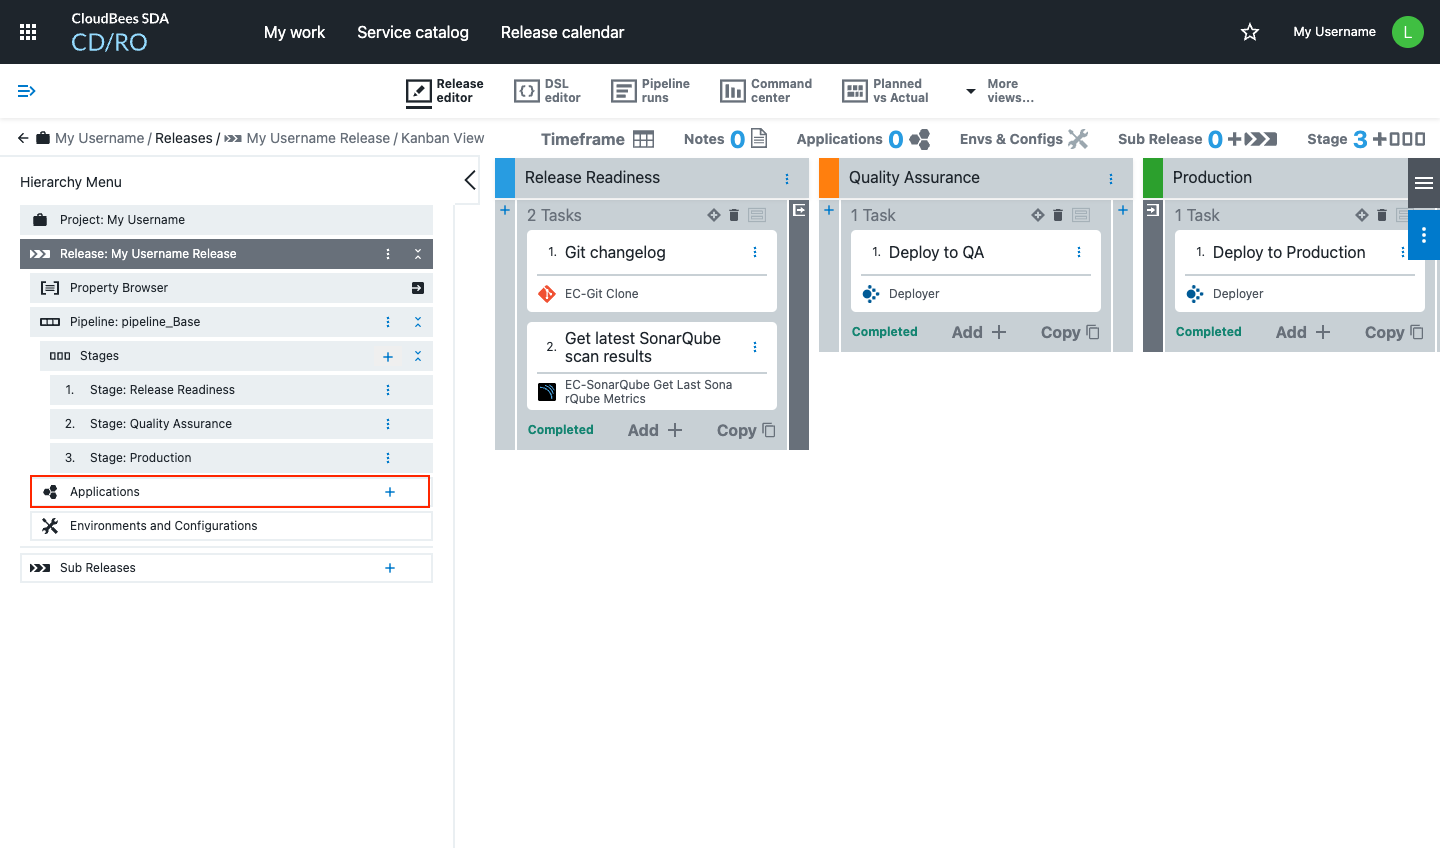 CloudBees SDA
CD/RO
My work
Service catalog
Release calendar
My Username
L
Release
editor
DSL
editor
Pipeline
runs
Command
center
Planned
vs Actual
More
views...
My Username / Releases / My Username Release / Kanban View
Timeframe
Notes 0
Applications 0
Envs & Configs
Sub Release 0
Stage 3
Hierarchy Menu
Project: My Username
Release: My Username Release
Property Browser
Pipeline: pipeline_Base
Stages
1. Stage: Release Readiness
2. Stage: Quality Assurance
3. Stage: Production
Applications
Environments and Configurations
Sub Releases
Release Readiness
2 Tasks
1. Git changelog
EC-Git Clone
2. Get latest SonarQube
scan results
EC-SonarQube Get Last Sona
rQube Metrics
Completed
Add
Copy
Quality Assurance
1 Task
1. Deploy to QA
Deployer
Completed
Add
Copy
Production
1 Task
1. Deploy to Production
Deployer
Completed
Add
Copy